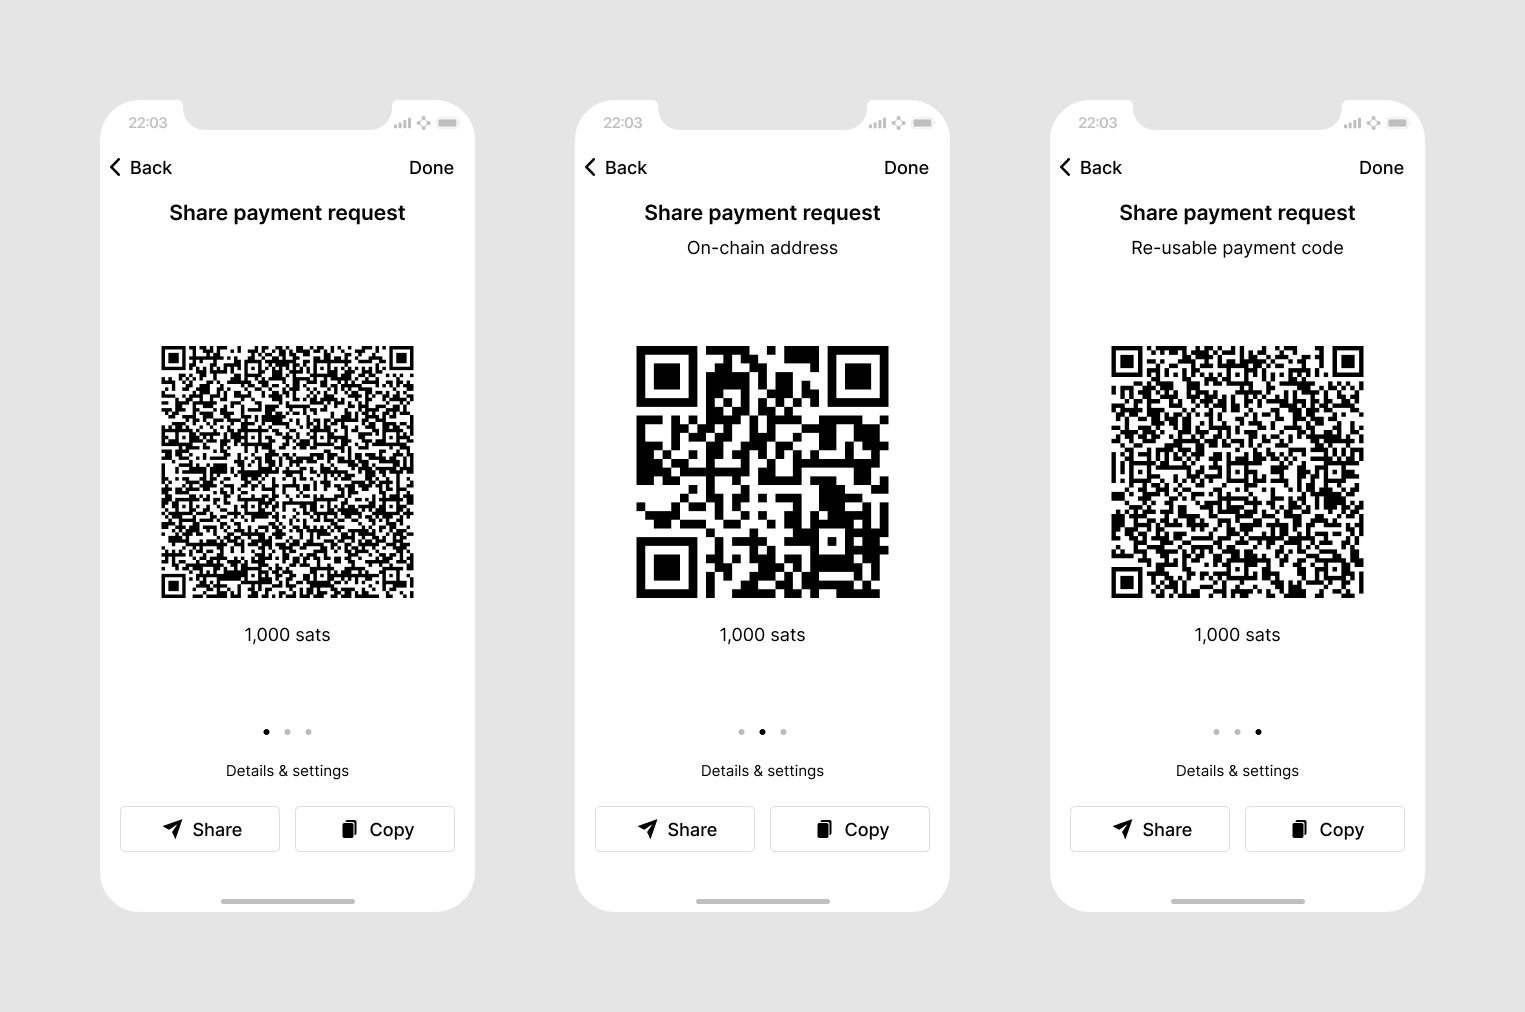 22:03
Back
Done
Share payment request
1,000 sats
Details & settings
Share
Copy
22:03
Back
Done
Share payment request
On-chain address
1,000 sats
Details & settings
Share
Copy
22:03
Back
Done
Share payment request
Re-usable payment code
1,000 sats
Details & settings
Share
Copy